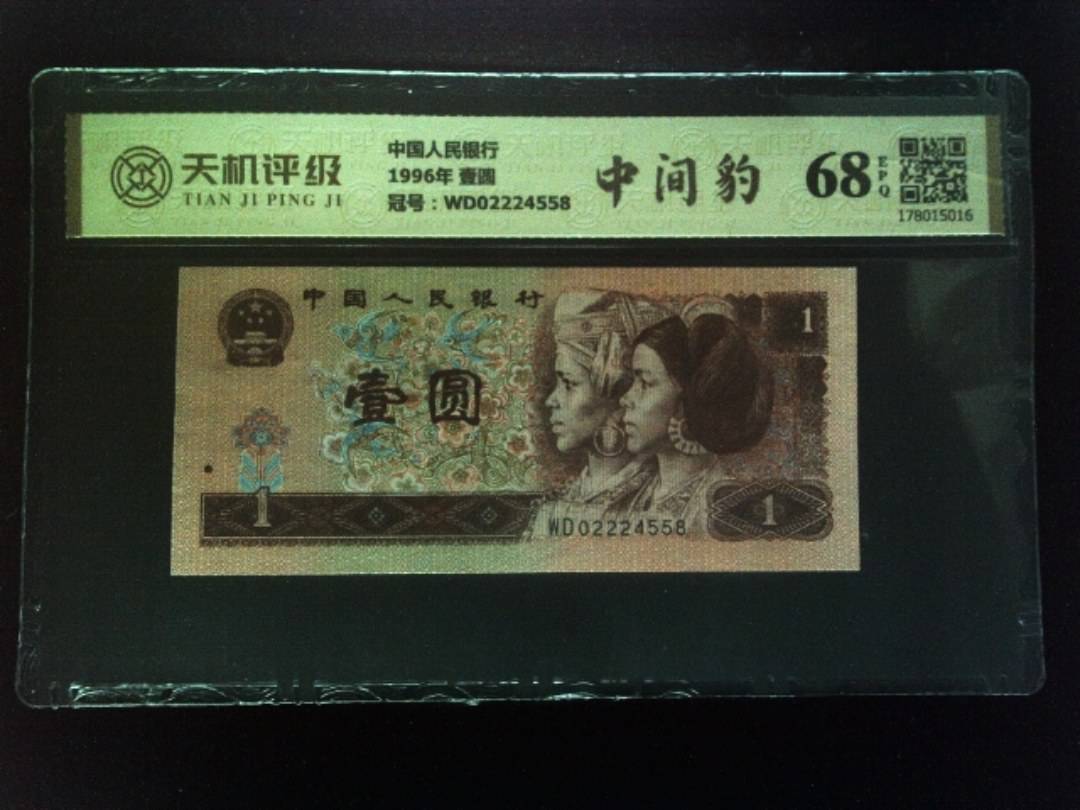 天机评级
TIAN JI PING JI
中国人民银行
1996年 壹圆
冠号：WD02224558
中间豹
68
EPQ
178015016
中国人民银行
1
壹圆
1
WD02224558
1